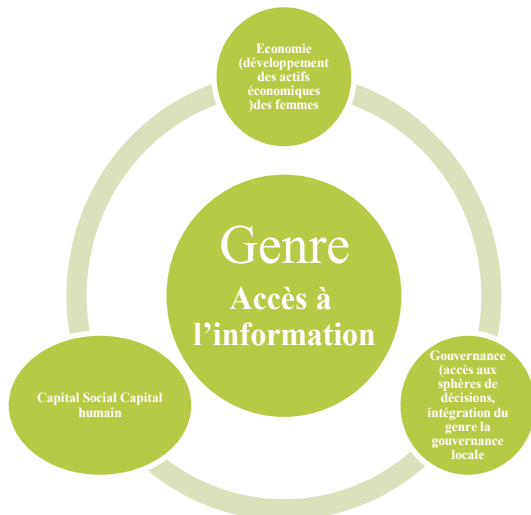 Economie
(développement
des actifs
économiques
)des femmes
Genre
Accès à
l’information
Capital Social Capital
humain
Gouvernance
(accès aux
sphères de
décisions,
intégration du
genre la
gouvernance
locale